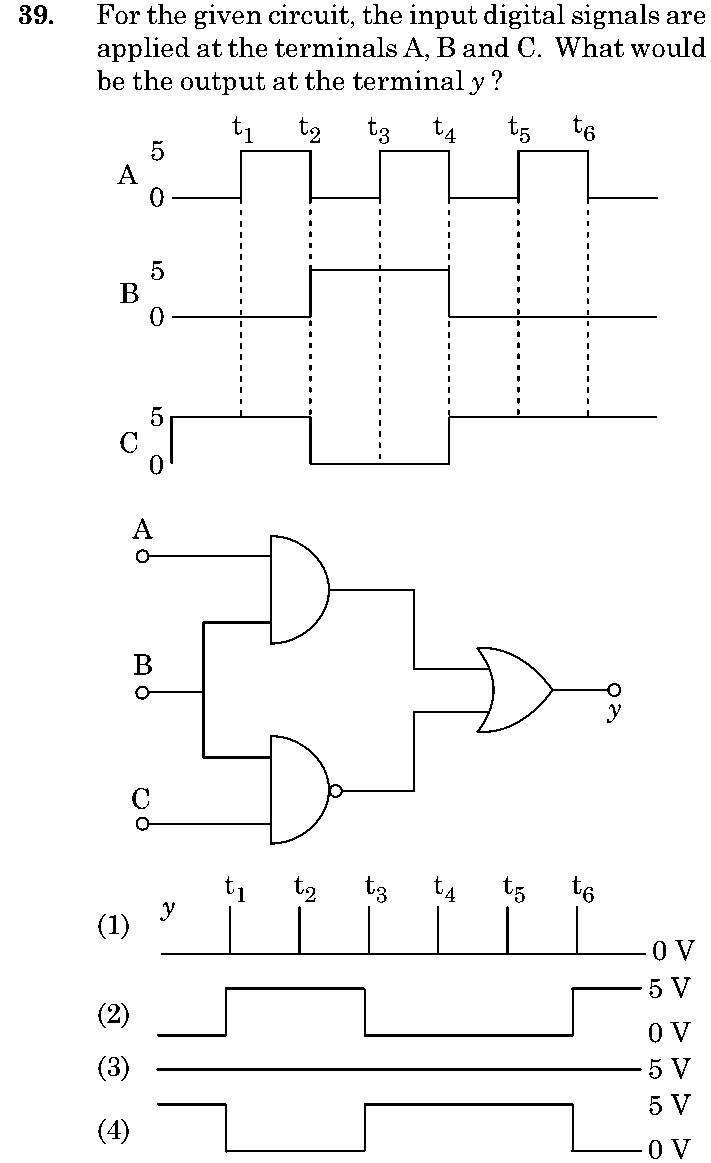 39. For the given circuit, the input digital signals are
applied at the terminals A, B and C. What would
be the output at the terminal y ?
t1 t2 t3 t4 t5 t6
5
A
0
5
B
0
5
C
0
A
B
y
C
t1 t2 t3 t4 t5 t6
(1) y
0 V
5 V
(2)
0 V
(3) 5 V
5 V
(4)
0 V